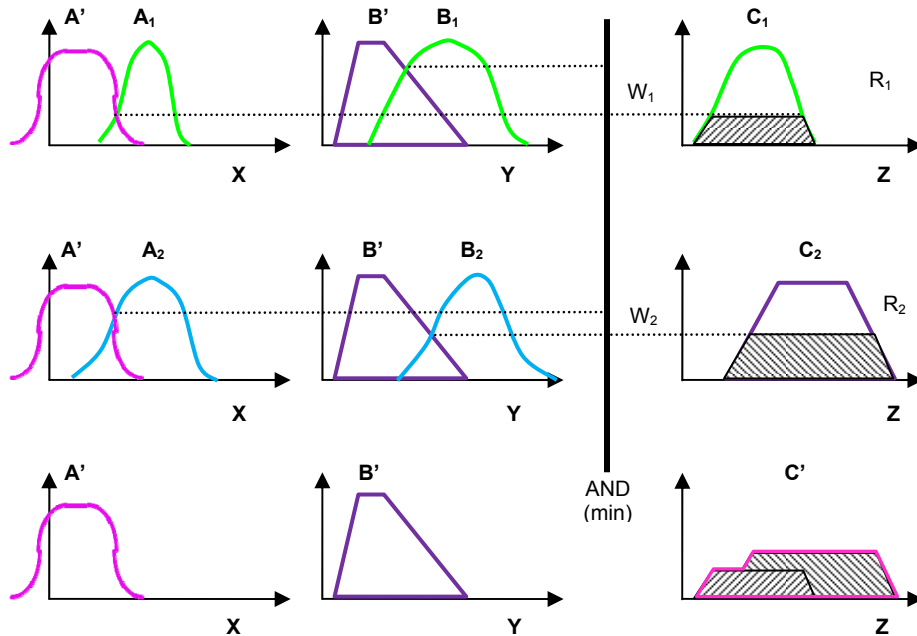 A’ A₁ B’ B₁ C₁
R₁
W₁
X Y Z
A’ A₂ B’ B₂ C₂
R₂
W₂
X Y Z
A’ B’ C’
AND
(min)
X Y Z